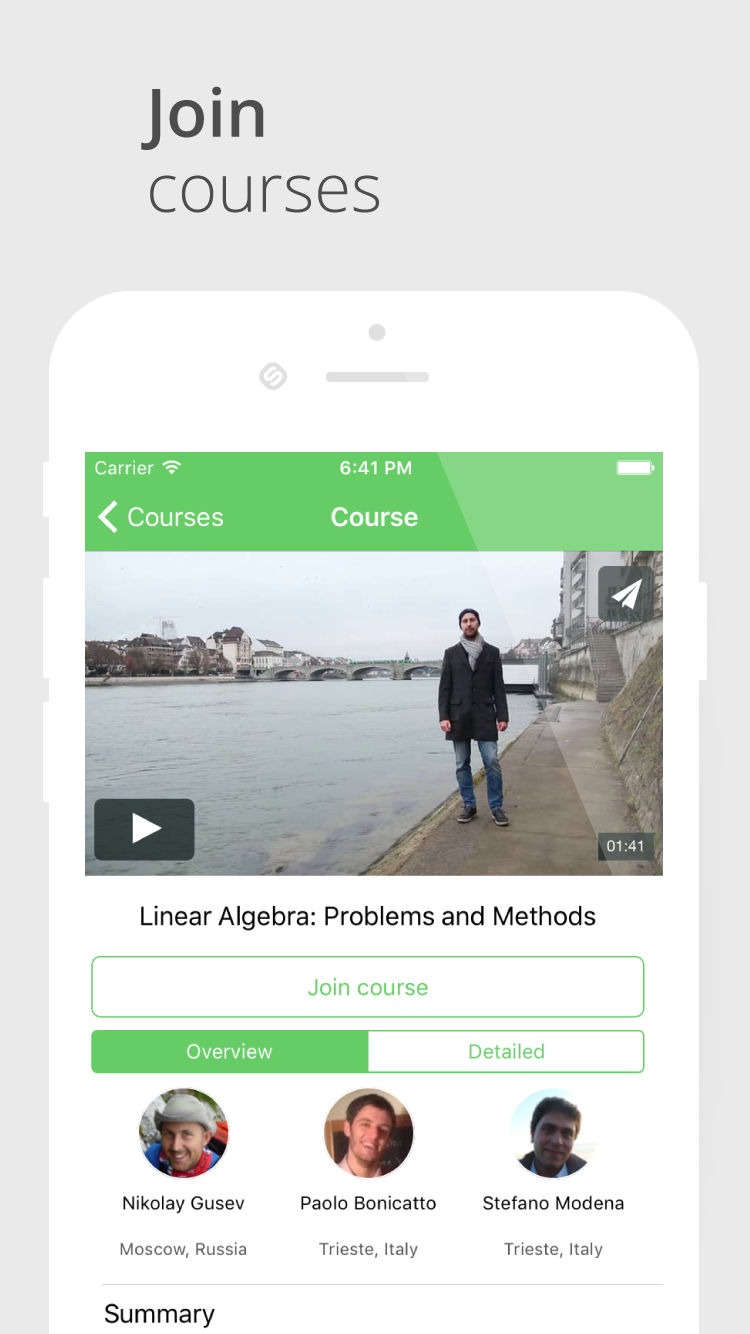 Join
courses
Carrier 6:41 PM
Courses Course
01:41
Linear Algebra: Problems and Methods
Join course
Overview Detailed
Nikolay Gusev Paolo Bonicatto Stefano Modena
Moscow, Russia Trieste, Italy Trieste, Italy
Summary